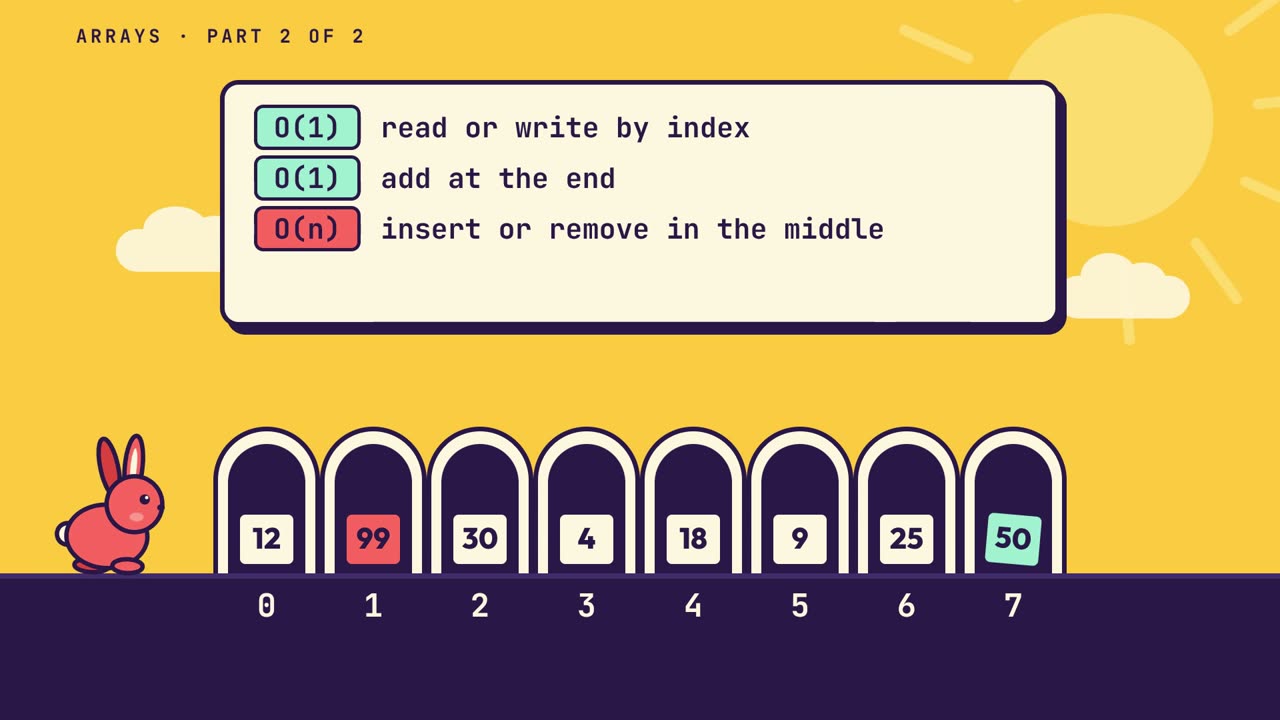 ARRAYS · PART 2 OF 2
O(1) read or write by index
O(1) add at the end
O(n) insert or remove in the middle
12 99 30 4 18 9 25 50
0 1 2 3 4 5 6 7